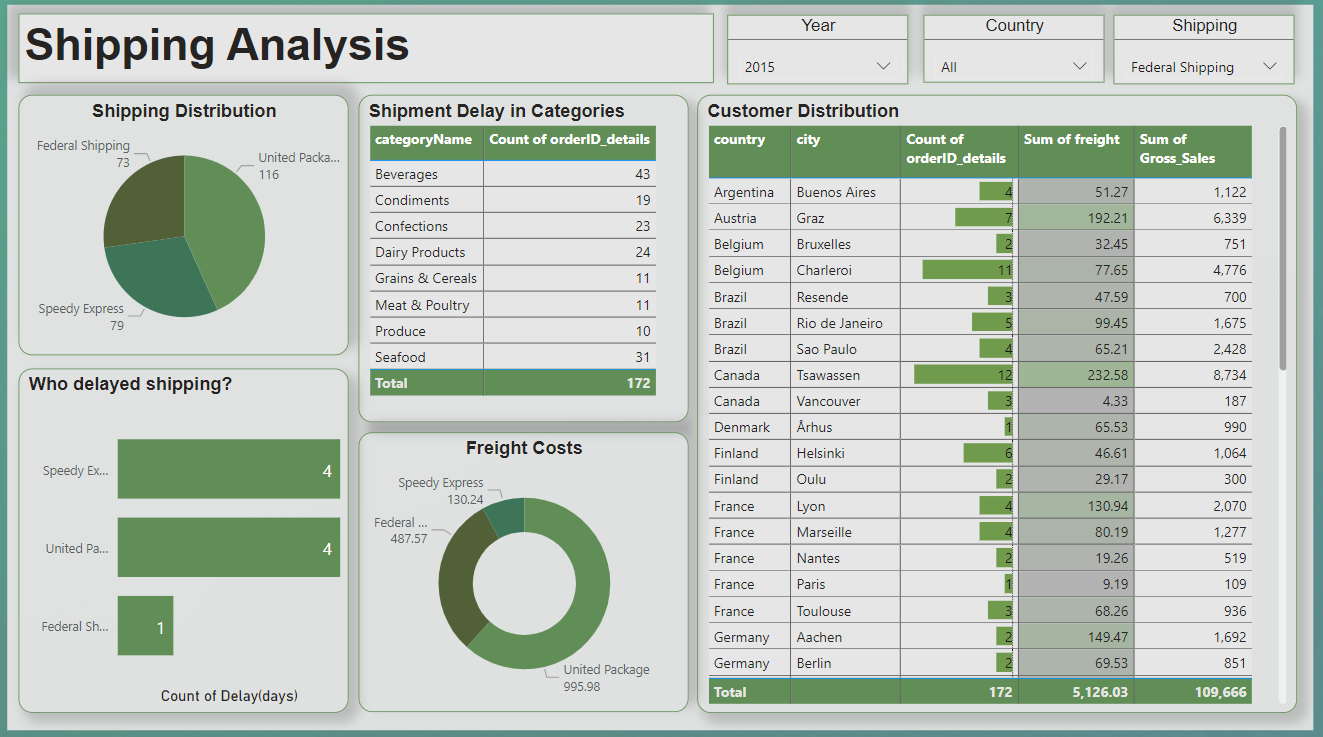 Shipping Analysis
Year
2015
Country
All
Shipping
Federal Shipping
Shipping Distribution
Federal Shipping
73
United Packa...
116
Speedy Express
79
Who delayed shipping?
Speedy Ex...
4
United Pa...
4
Federal Sh...
1
Count of Delay(days)
Shipment Delay in Categories
categoryName Count of orderID_details
Beverages 43
Condiments 19
Confections 23
Dairy Products 24
Grains & Cereals 11
Meat & Poultry 11
Produce 10
Seafood 31
Total 172
Freight Costs
Speedy Express
130.24
Federal ...
487.57
United Package
995.98
Customer Distribution
country city Count of orderID_details Sum of freight Sum of Gross_Sales
Argentina Buenos Aires 4 51.27 1,122
Austria Graz 7 192.21 6,339
Belgium Bruxelles 2 32.45 751
Belgium Charleroi 11 77.65 4,776
Brazil Resende 3 47.59 700
Brazil Rio de Janeiro 5 99.45 1,675
Brazil Sao Paulo 4 65.21 2,428
Canada Tsawassen 12 232.58 8,734
Canada Vancouver 3 4.33 187
Denmark Århus 1 65.53 990
Finland Helsinki 6 46.61 1,064
Finland Oulu 2 29.17 300
France Lyon 4 130.94 2,070
France Marseille 4 80.19 1,277
France Nantes 2 19.26 519
France Paris 1 9.19 109
France Toulouse 3 68.26 936
Germany Aachen 2 149.47 1,692
Germany Berlin 2 69.53 851
Total 172 5,126.03 109,666